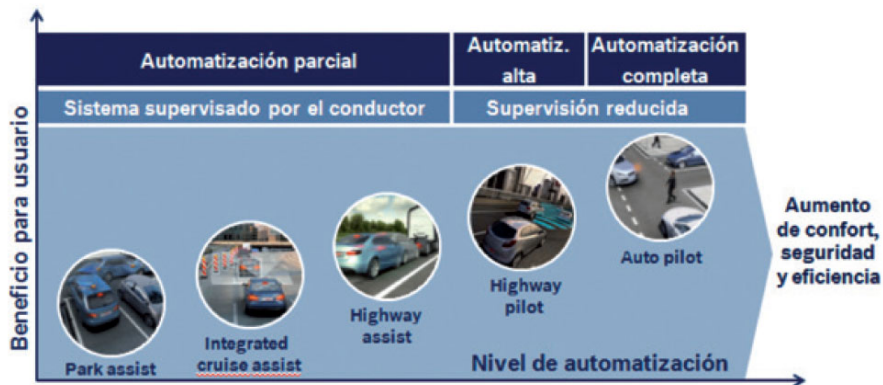 Beneficio para usuario
Automatización parcial
Automatiz.
alta
Automatización
completa
Sistema supervisado por el conductor
Supervisión reducida
Park assist
Integrated
cruise assist
Highway
assist
Highway
pilot
Auto pilot
Aumento
de confort,
seguridad
y eficiencia
Nivel de automatización